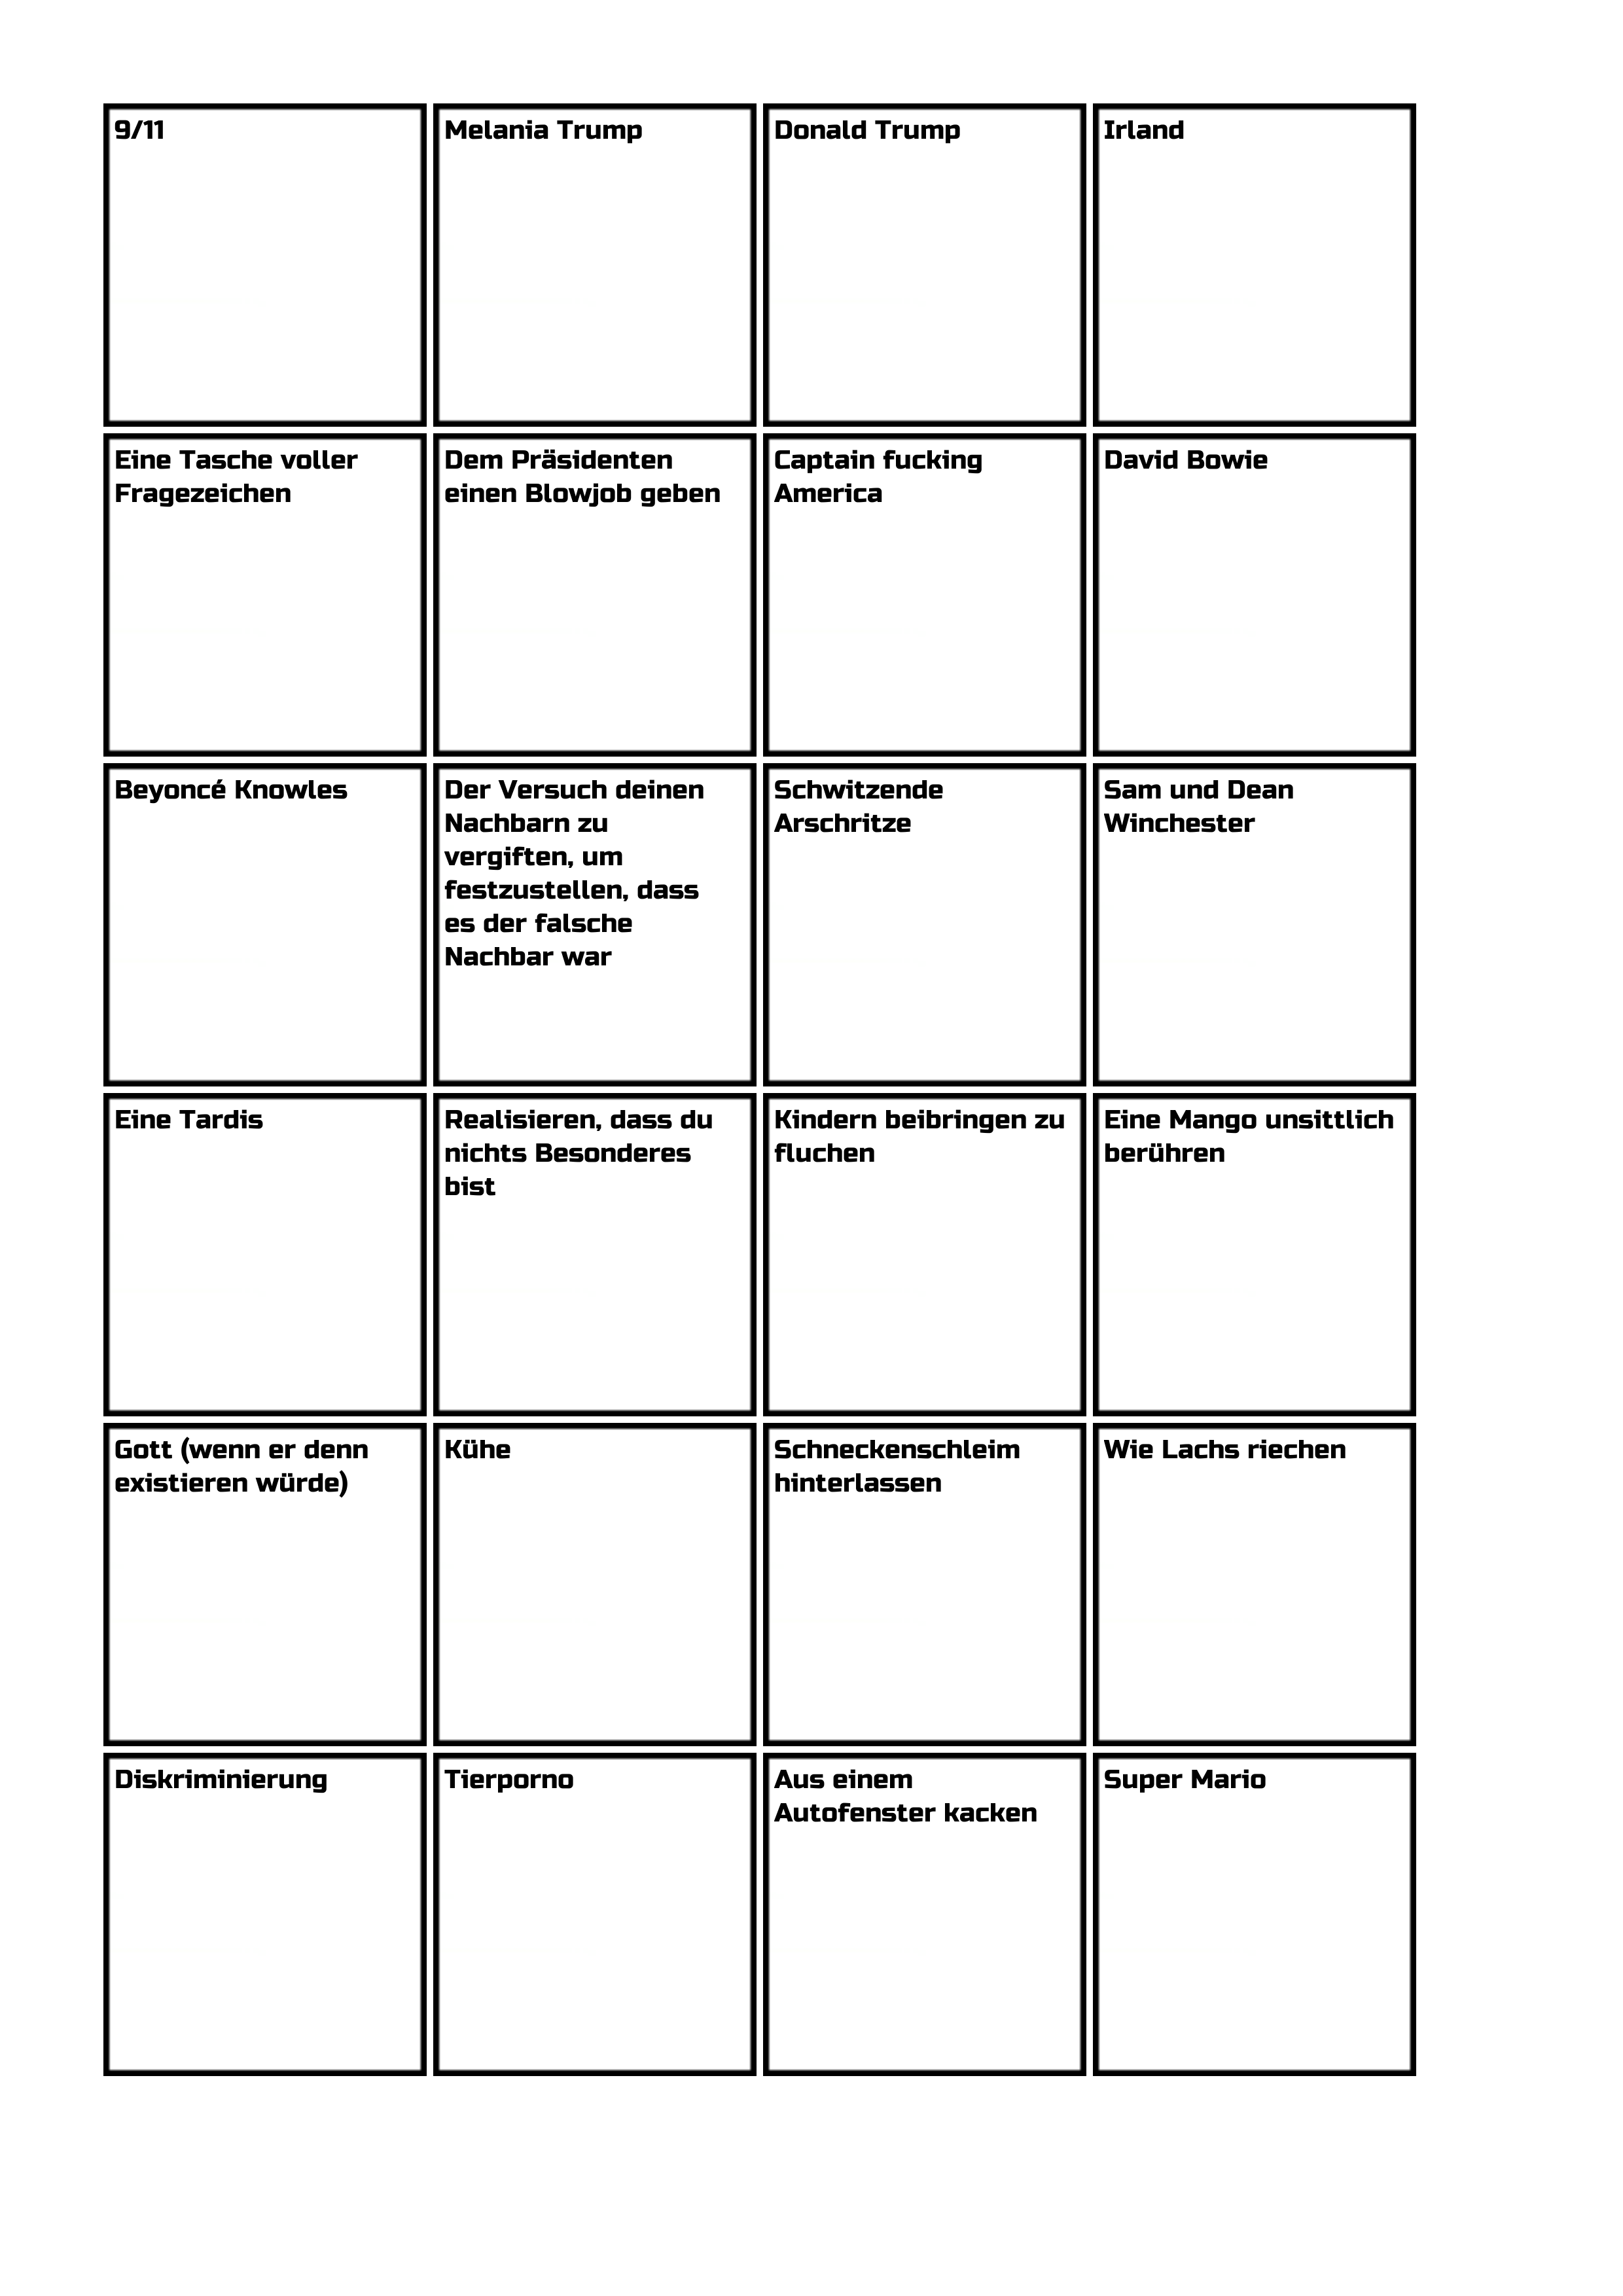 9/11
Melania Trump
Donald Trump
Irland
Eine Tasche voller
Fragezeichen
Dem Präsidenten
einen Blowjob geben
Captain fucking
America
David Bowie
Beyoncé Knowles
Der Versuch deinen
Nachbarn zu
vergiften, um
festzustellen, dass
es der falsche
Nachbar war
Schwitzende
Arschritze
Sam und Dean
Winchester
Eine Tardis
Realisieren, dass du
nichts Besonderes
bist
Kindern beibringen zu
fluchen
Eine Mango unsittlich
berühren
Gott (wenn er denn
existieren würde)
Kühe
Schneckenschleim
hinterlassen
Wie Lachs riechen
Diskriminierung
Tierporno
Aus einem
Autofenster kacken
Super Mario